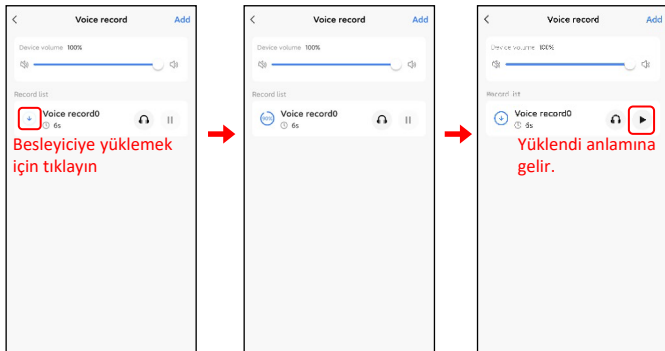 Voice record Add
Device volume 100%
Record list
Voice record0
6s
Besleyiciye yüklemek
için tıklayın
Voice record Add
Device volume 100%
Record list
Voice record0
6s
Voice record Add
Device volume 100%
Record list
Voice record0
6s
Yüklendi anlamına
gelir.